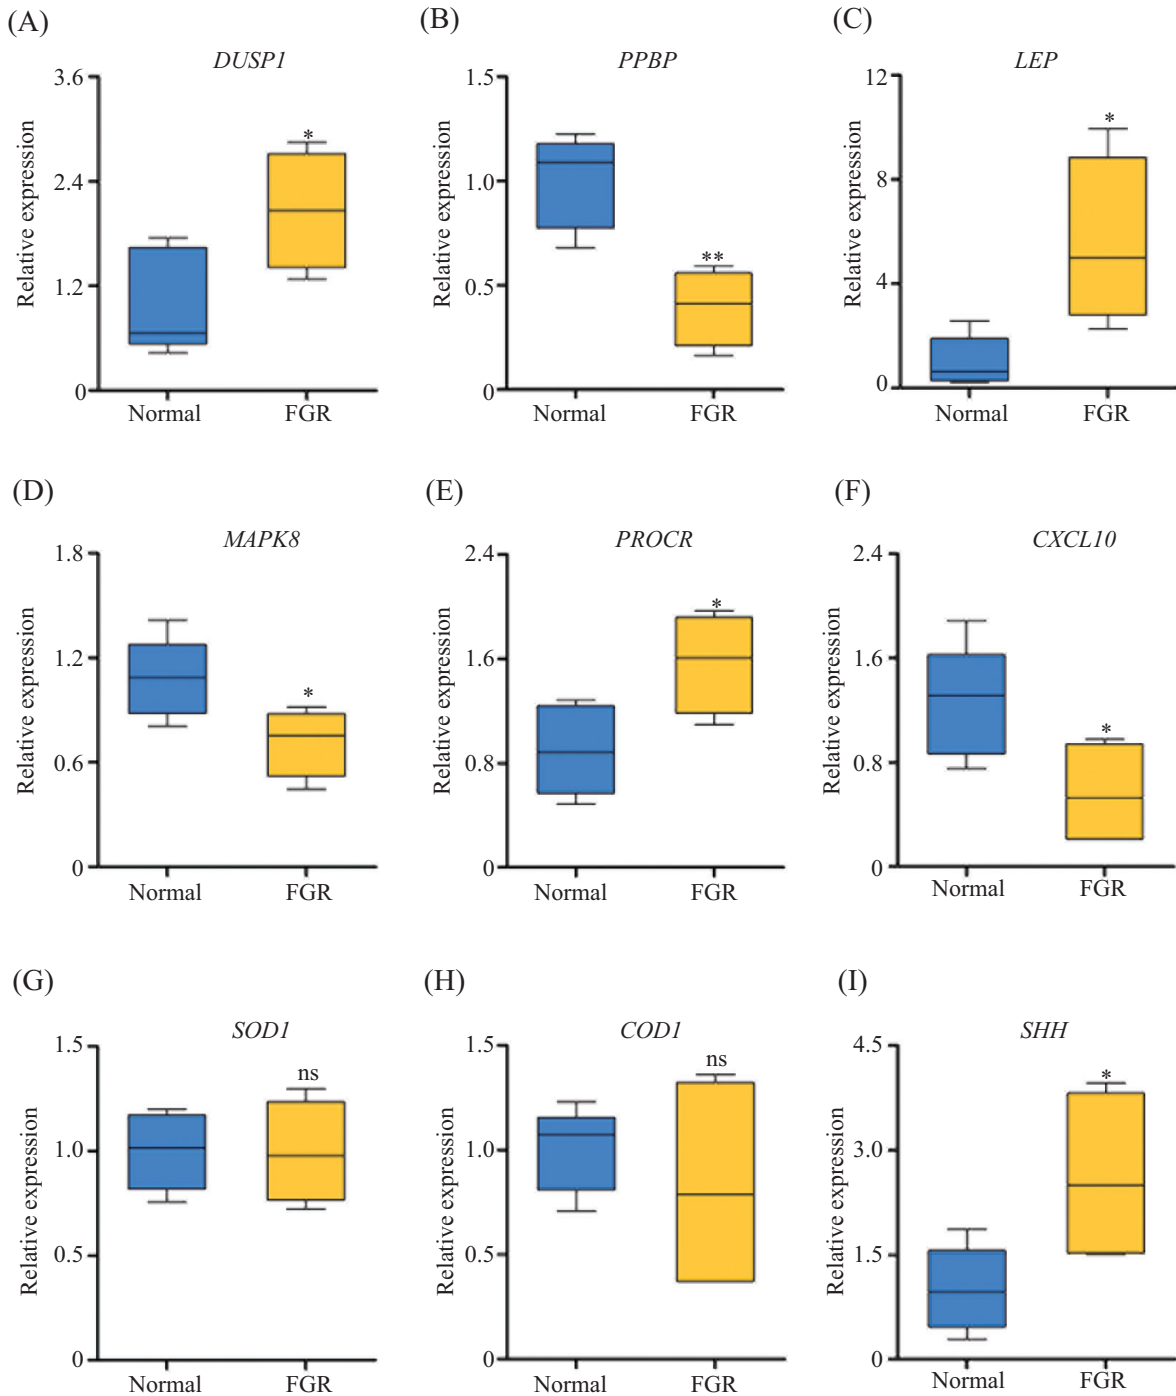 (A)
DUSP1
Relative expression
3.6
2.4
1.2
0
*
Normal FGR
(B)
PPBP
Relative expression
1.5
1.0
0.5
0
**
Normal FGR
(C)
LEP
Relative expression
12
8
4
0
*
Normal FGR
(D)
MAPK8
Relative expression
1.8
1.2
0.6
0
*
Normal FGR
(E)
PROCR
Relative expression
2.4
1.6
0.8
0
*
Normal FGR
(F)
CXCL10
Relative expression
2.4
1.6
0.8
0
*
Normal FGR
(G)
SOD1
Relative expression
1.5
1.0
0.5
0
ns
Normal FGR
(H)
COD1
Relative expression
1.5
1.0
0.5
0
ns
Normal FGR
(I)
SHH
Relative expression
4.5
3.0
1.5
0
*
Normal FGR